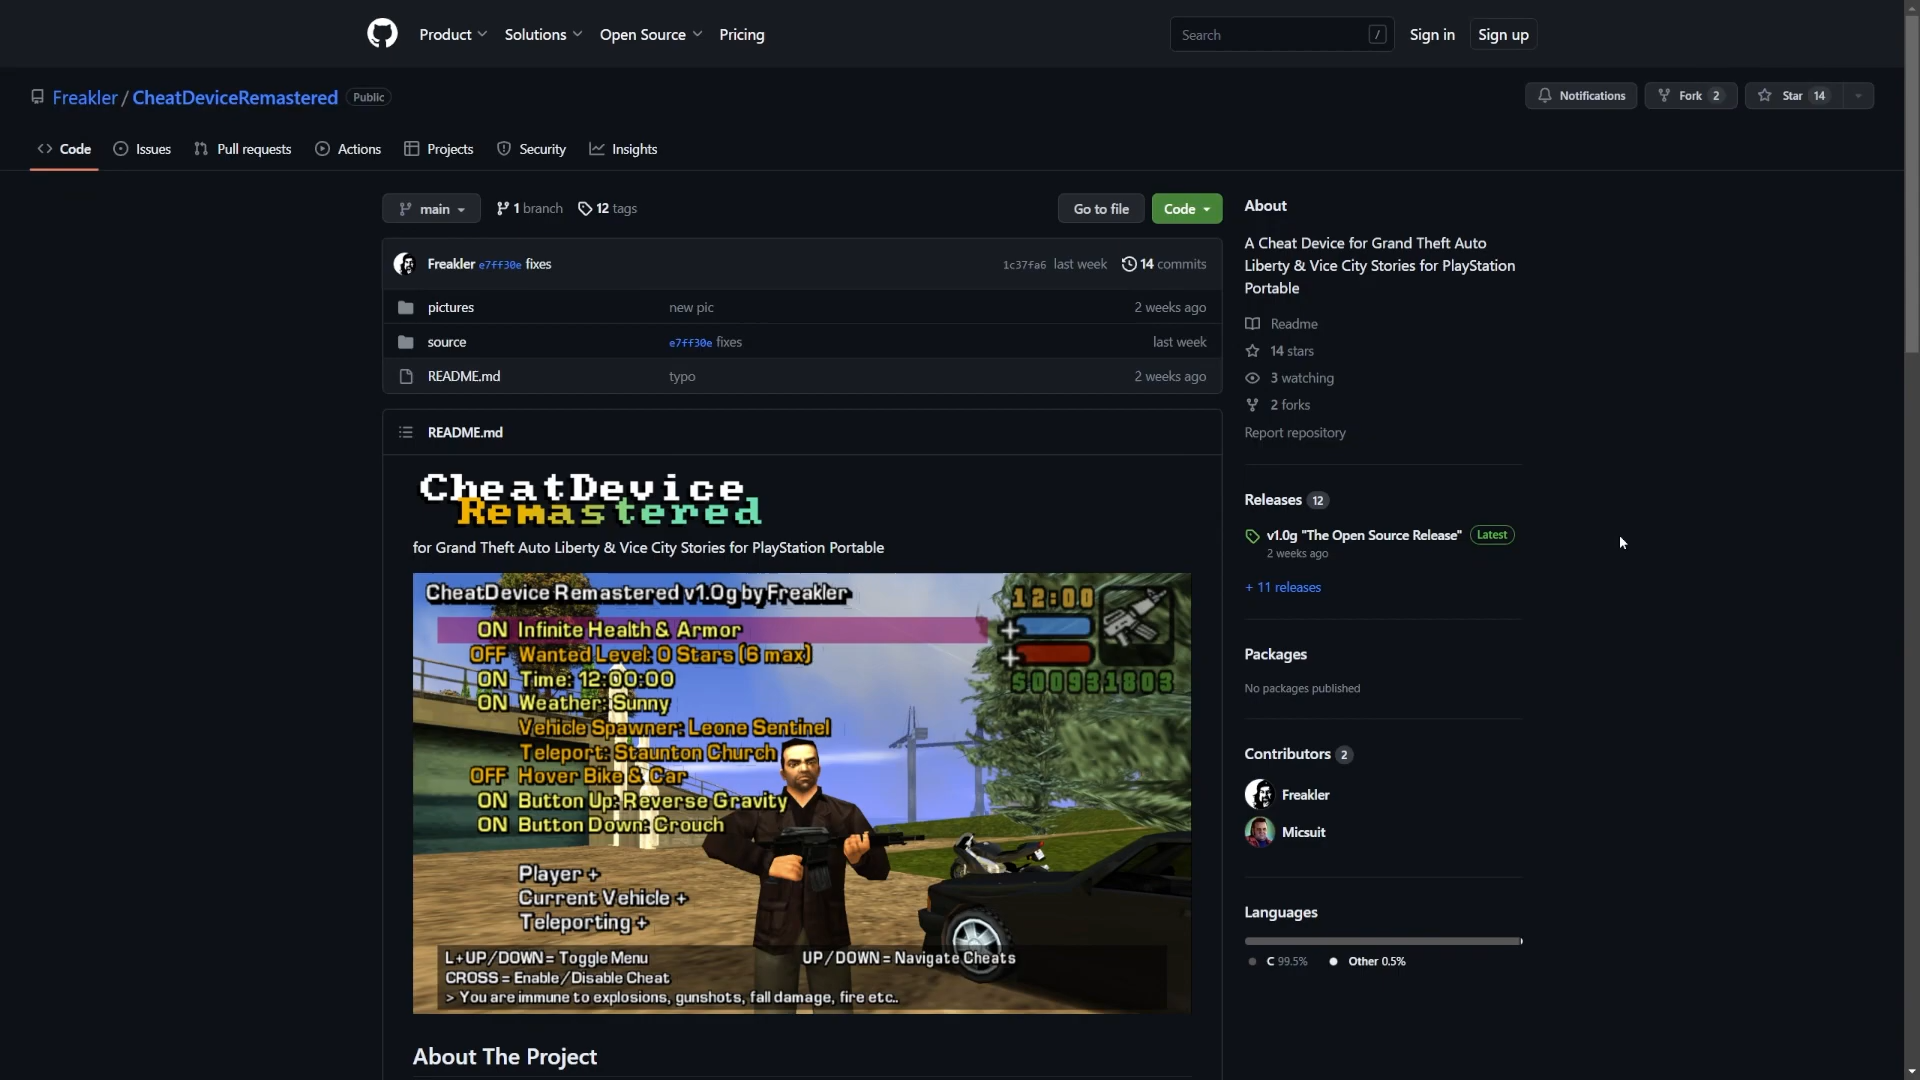 Product
Solutions
Open Source
Pricing
Search
/
Sign in
Sign up
Freakler / CheatDeviceRemastered
Public
Notifications
Fork 2
Star 14
Code
Issues
Pull requests
Actions
Projects
Security
Insights
main
1 branch
12 tags
Go to file
Code
Freakler e7ff30e fixes
1c37fa6 last week
14 commits
pictures
new pic
2 weeks ago
source
e7ff30e fixes
last week
README.md
typo
2 weeks ago
README.md
CheatDevice
Remastered
for Grand Theft Auto Liberty & Vice City Stories for PlayStation Portable
CheatDevice Remastered v1.0g by Freakler
12:00
ON Infinite Health & Armor
OFF Wanted Level: 0 Stars (6 max)
$00931803
ON Time: 12:00:00
ON Weather: Sunny
Vehicle Spawner: Leone Sentinel
Teleport: Staunton Church
OFF Hover Bike & Car
ON Button Up: Reverse Gravity
ON Button Down: Crouch
Player +
Current Vehicle +
Teleporting +
L+UP/DOWN = Toggle Menu
UP/DOWN = Navigate Cheats
CROSS = Enable/Disable Cheat
> You are immune to explosions, gunshots, fall damage, fire etc..
About The Project
About
A Cheat Device for Grand Theft Auto
Liberty & Vice City Stories for PlayStation
Portable
Readme
14 stars
3 watching
2 forks
Report repository
Releases 12
v1.0g "The Open Source Release"
Latest
2 weeks ago
+ 11 releases
Packages
No packages published
Contributors 2
Freakler
Micsuit
Languages
C 99.5%
Other 0.5%